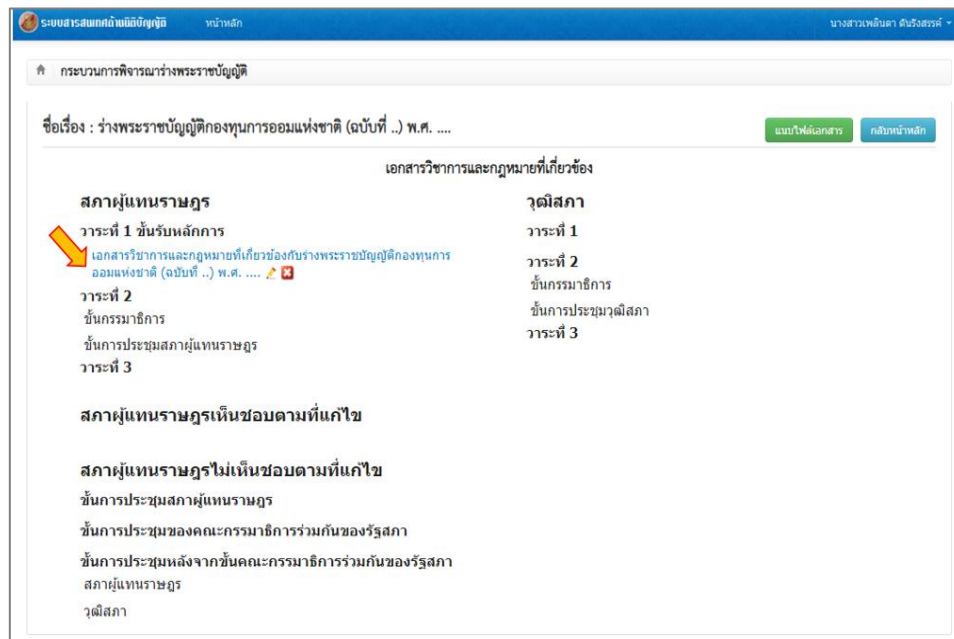 ระบบสารสนเทศด้านนิติบัญญัติ หน้าหลัก นางสาวเพลินตา ตันรังสรรค์
กระบวนการพิจารณาร่างพระราชบัญญัติ
ชื่อเรื่อง : ร่างพระราชบัญญัติกองทุนการออมแห่งชาติ (ฉบับที่ ..) พ.ศ. ....
แนบไฟล์เอกสาร กลับหน้าหลัก
เอกสารวิชาการและกฎหมายที่เกี่ยวข้อง
สภาผู้แทนราษฎร
วาระที่ 1 ขั้นรับหลักการ
เอกสารวิชาการและกฎหมายที่เกี่ยวข้องกับร่างพระราชบัญญัติกองทุนการ
ออมแห่งชาติ (ฉบับที่ ..) พ.ศ. ....
วาระที่ 2
ขั้นกรรมาธิการ
ขั้นการประชุมสภาผู้แทนราษฎร
วาระที่ 3
วุฒิสภา
วาระที่ 1
วาระที่ 2
ขั้นกรรมาธิการ
ขั้นการประชุมวุฒิสภา
วาระที่ 3
สภาผู้แทนราษฎรเห็นชอบตามที่แก้ไข
สภาผู้แทนราษฎรไม่เห็นชอบตามที่แก้ไข
ขั้นการประชุมสภาผู้แทนราษฎร
ขั้นการประชุมของคณะกรรมาธิการร่วมกันของรัฐสภา
ขั้นการประชุมหลังจากขั้นคณะกรรมาธิการร่วมกันของรัฐสภา
สภาผู้แทนราษฎร
วุฒิสภา